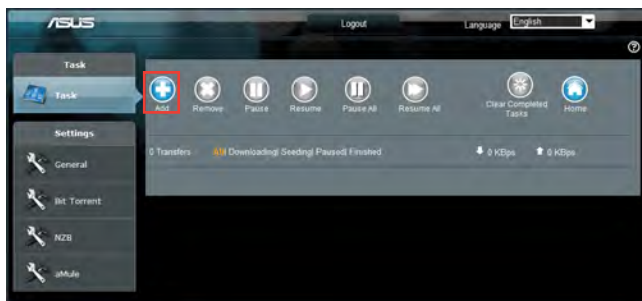 ASUS
Logout
Language English
Task
Task
Add Remove Pause Resume Pause All Resume All Clear Completed Tasks Home
0 Transfers All| Downloading| Seeding| Paused| Finished 0 KBps 0 KBps
Settings
General
Bit Torrent
NZB
aMule